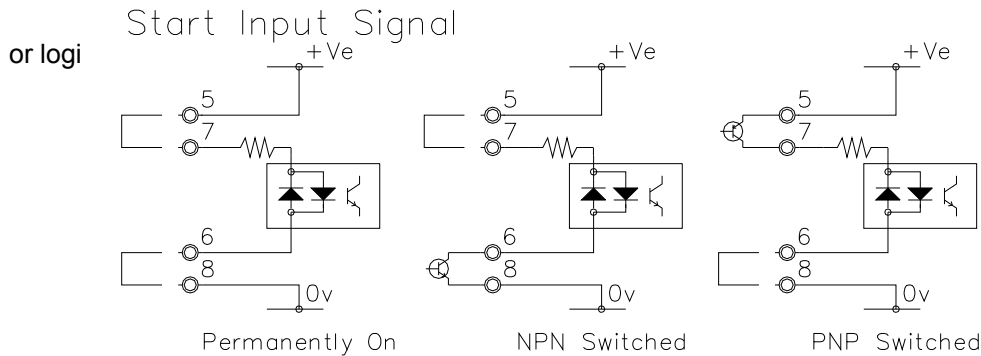 Start Input Signal
or logi
+Ve +Ve +Ve
5 5 5
7 7 7
6 6 6
8 8 8
0v 0v 0v
Permanently On NPN Switched PNP Switched